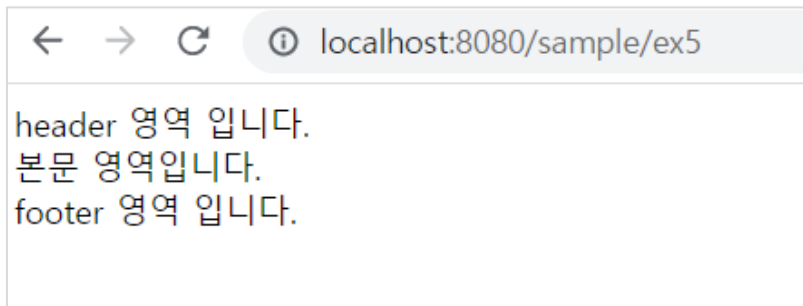 localhost:8080/sample/ex5
header 영역 입니다.
본문 영역입니다.
footer 영역 입니다.